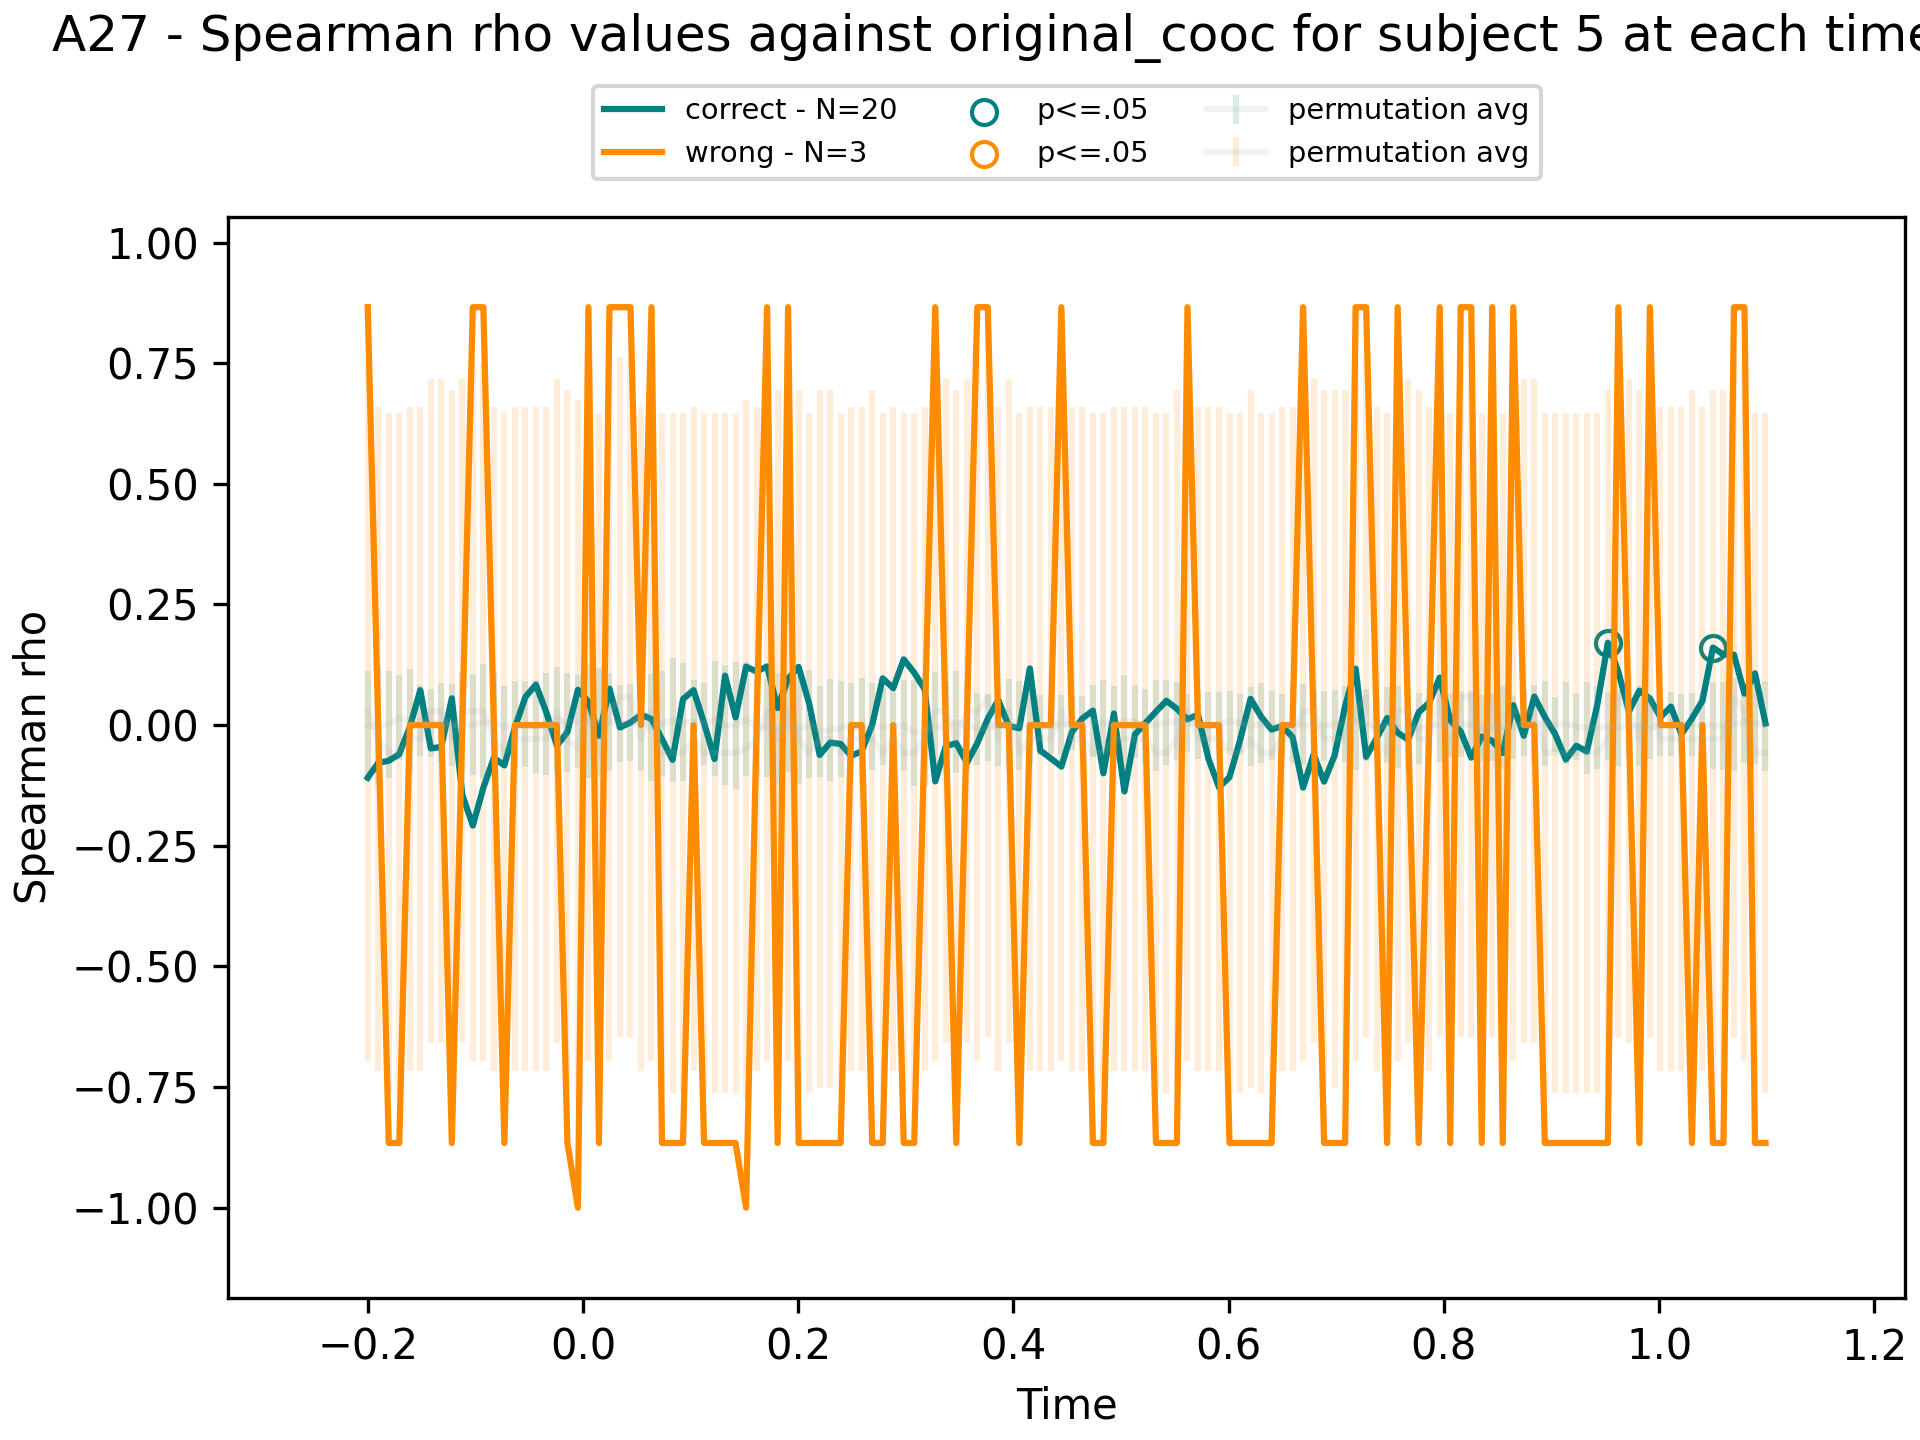 A27 - Spearman rho values against original_cooc for subject 5 at each time
correct - N=20 p<=.05 permutation avg
wrong - N=3 p<=.05 permutation avg
1.00
0.75
0.50
0.25
0.00
−0.25
−0.50
−0.75
−1.00
Spearman rho
−0.2 0.0 0.2 0.4 0.6 0.8 1.0 1.2
Time